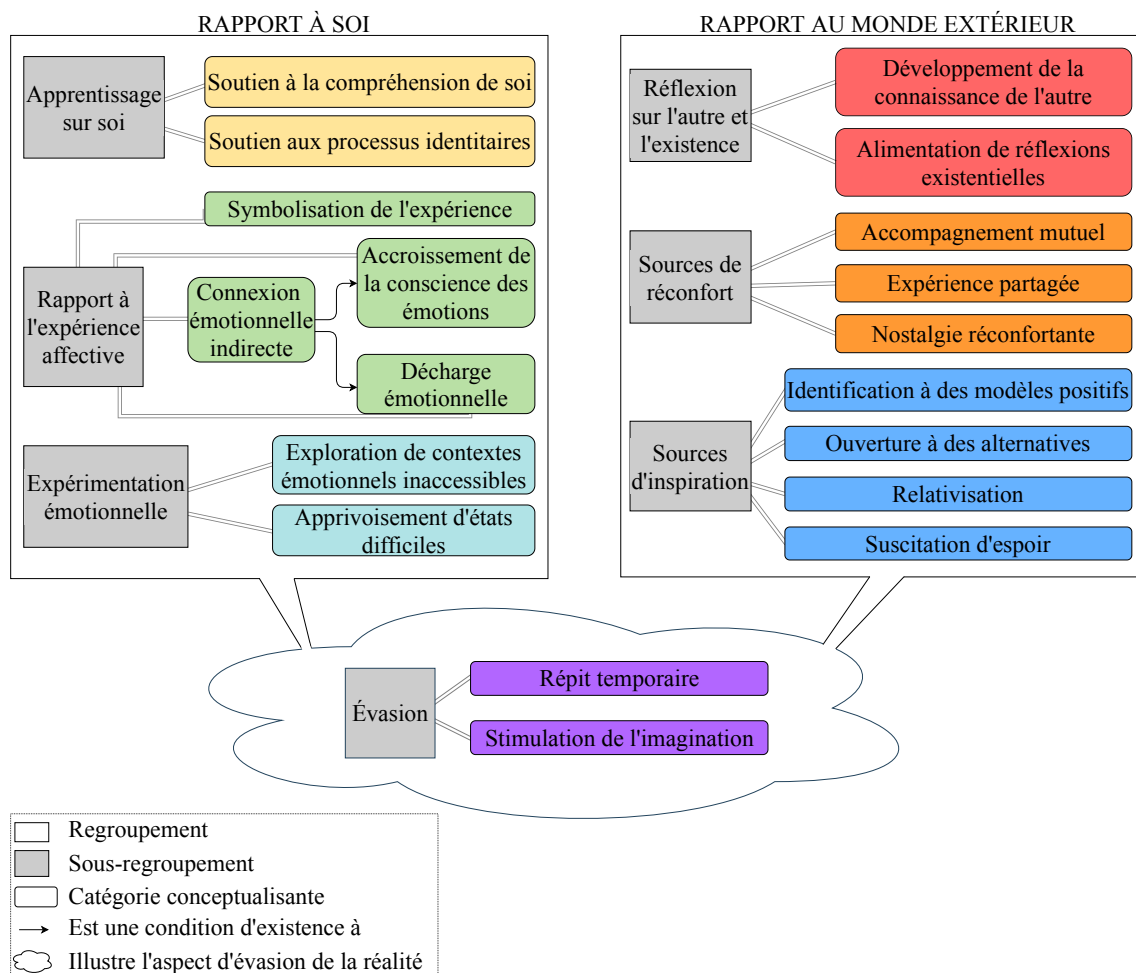 RAPPORT À SOI
Apprentissage
sur soi
Soutien à la compréhension de soi
Soutien aux processus identitaires
Symbolisation de l'expérience
Rapport à
l'expérience
affective
Connexion
émotionnelle
indirecte
Accroissement de
la conscience des
émotions
Décharge
émotionnelle
Expérimentation
émotionnelle
Exploration de contextes
émotionnels inaccessibles
Apprivoisement d'états
difficiles
RAPPORT AU MONDE EXTÉRIEUR
Réflexion
sur l'autre et
l'existence
Développement de la
connaissance de l'autre
Alimentation de réflexions
existentielles
Sources de
réconfort
Accompagnement mutuel
Expérience partagée
Nostalgie réconfortante
Sources
d'inspiration
Identification à des modèles positifs
Ouverture à des alternatives
Relativisation
Suscitation d'espoir
Évasion
Répit temporaire
Stimulation de l'imagination
Regroupement
Sous-regroupement
Catégorie conceptualisante
Est une condition d'existence à
Illustre l'aspect d'évasion de la réalité